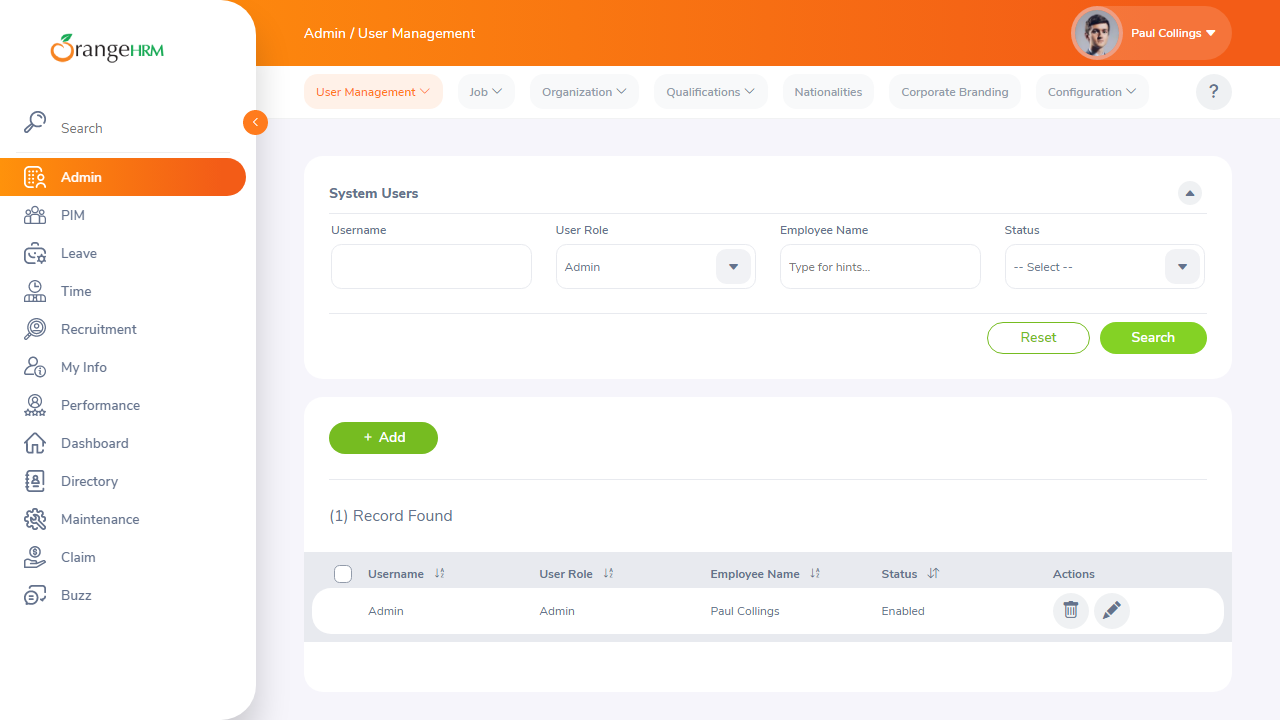 OrangeHRM
Search
Admin
PIM
Leave
Time
Recruitment
My Info
Performance
Dashboard
Directory
Maintenance
Claim
Buzz
Admin / User Management
Paul Collings
User Management
Job
Organization
Qualifications
Nationalities
Corporate Branding
Configuration
?
System Users
Username
User Role
Employee Name
Status
Admin
Type for hints...
-- Select --
Reset
Search
+ Add
(1) Record Found
Username
User Role
Employee Name
Status
Actions
Admin
Admin
Paul Collings
Enabled